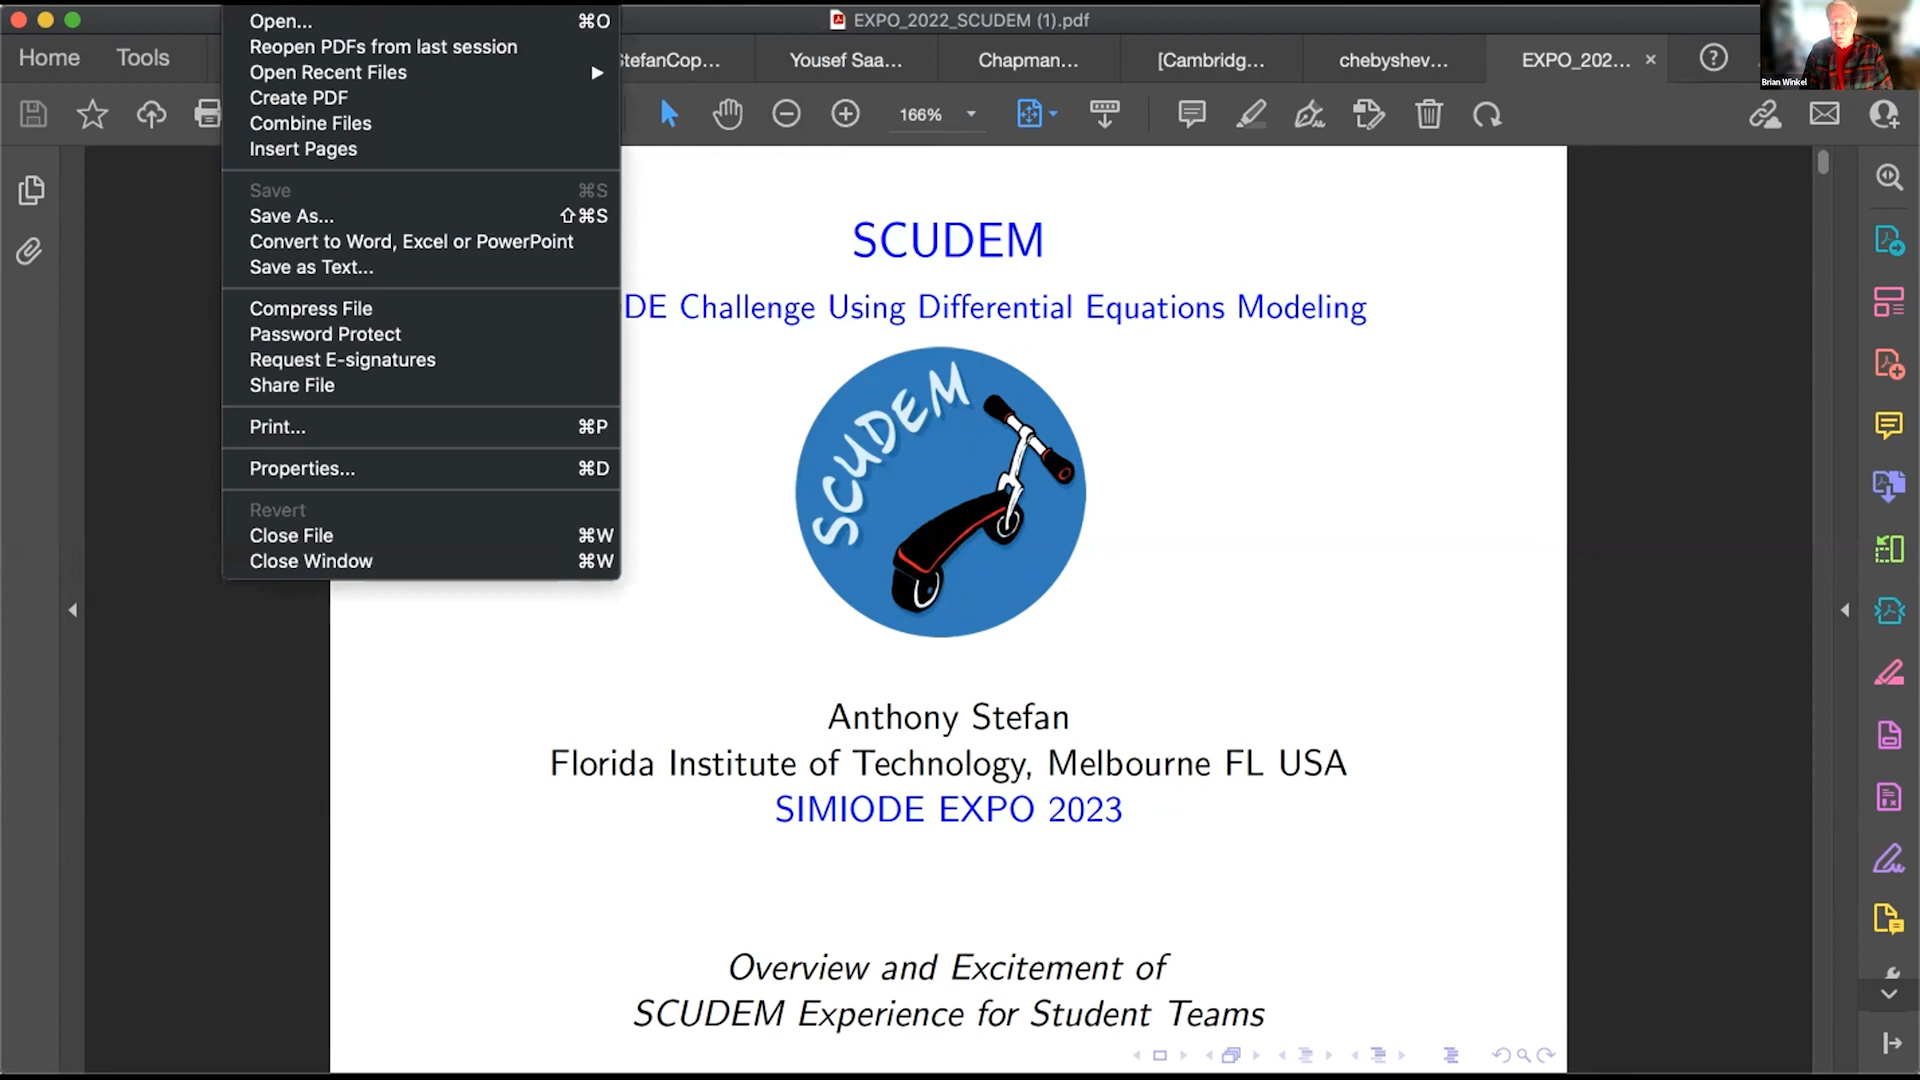 EXPO_2022_SCUDEM (1).pdf
Home
Tools
StefanCop...
Yousef Saa...
Chapman...
[Cambridg...
chebyshev...
EXPO_202...
Brian Winkel
166%
Open... ⌘O
Reopen PDFs from last session
Open Recent Files
Create PDF
Combine Files
Insert Pages
Save ⌘S
Save As... ⇧⌘S
Convert to Word, Excel or PowerPoint
Save as Text...
Compress File
Password Protect
Request E-signatures
Share File
Print... ⌘P
Properties... ⌘D
Revert
Close File ⌘W
Close Window ⌘W
SCUDEM
DE Challenge Using Differential Equations Modeling
SCUDEM
Anthony Stefan
Florida Institute of Technology, Melbourne FL USA
SIMIODE EXPO 2023
Overview and Excitement of
SCUDEM Experience for Student Teams